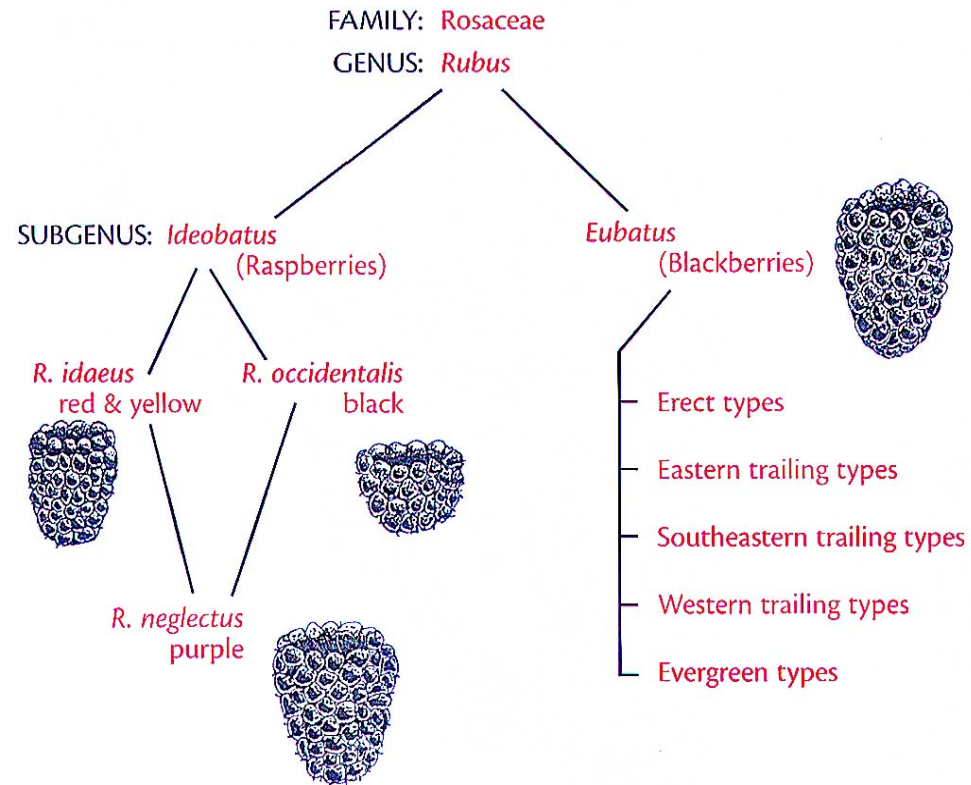 FAMILY: Rosaceae
GENUS: Rubus
SUBGENUS: Ideobatus
(Raspberries)
Eubatus
(Blackberries)
R. idaeus
red & yellow
R. occidentalis
black
R. neglectus
purple
Erect types
Eastern trailing types
Southeastern trailing types
Western trailing types
Evergreen types